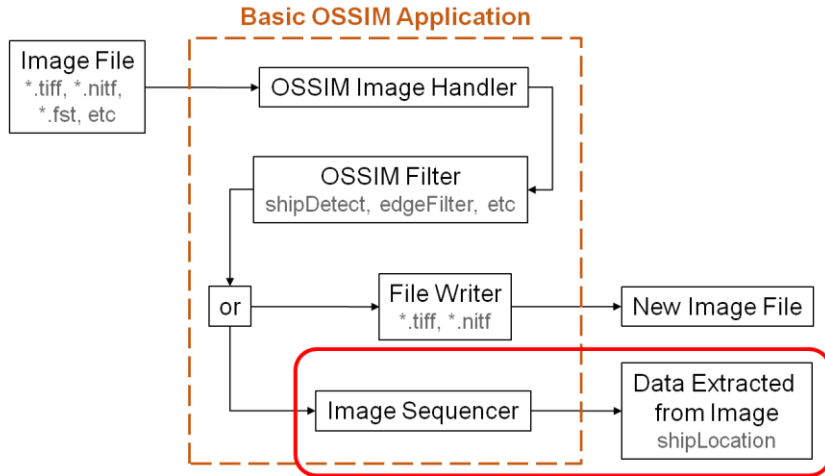 Basic OSSIM Application
Image File
*.tiff, *.nitf,
*.fst, etc
OSSIM Image Handler
OSSIM Filter
shipDetect, edgeFilter, etc
or
File Writer
*.tiff, *.nitf
New Image File
Image Sequencer
Data Extracted
from Image
shipLocation